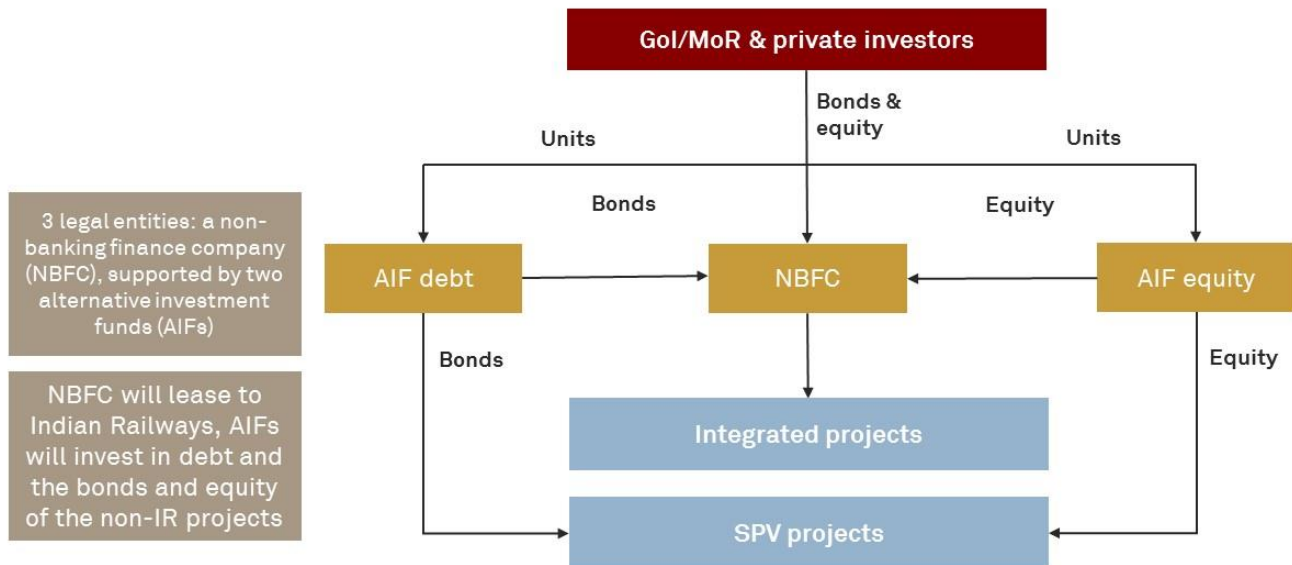 GoI/MoR & private investors
Bonds &
equity
Units
Units
Bonds
Equity
3 legal entities: a non-
banking finance company
(NBFC), supported by two
alternative investment
funds (AIFs)
AIF debt
NBFC
AIF equity
Bonds
Equity
NBFC will lease to
Indian Railways, AIFs
will invest in debt and
the bonds and equity
of the non-IR projects
Integrated projects
SPV projects